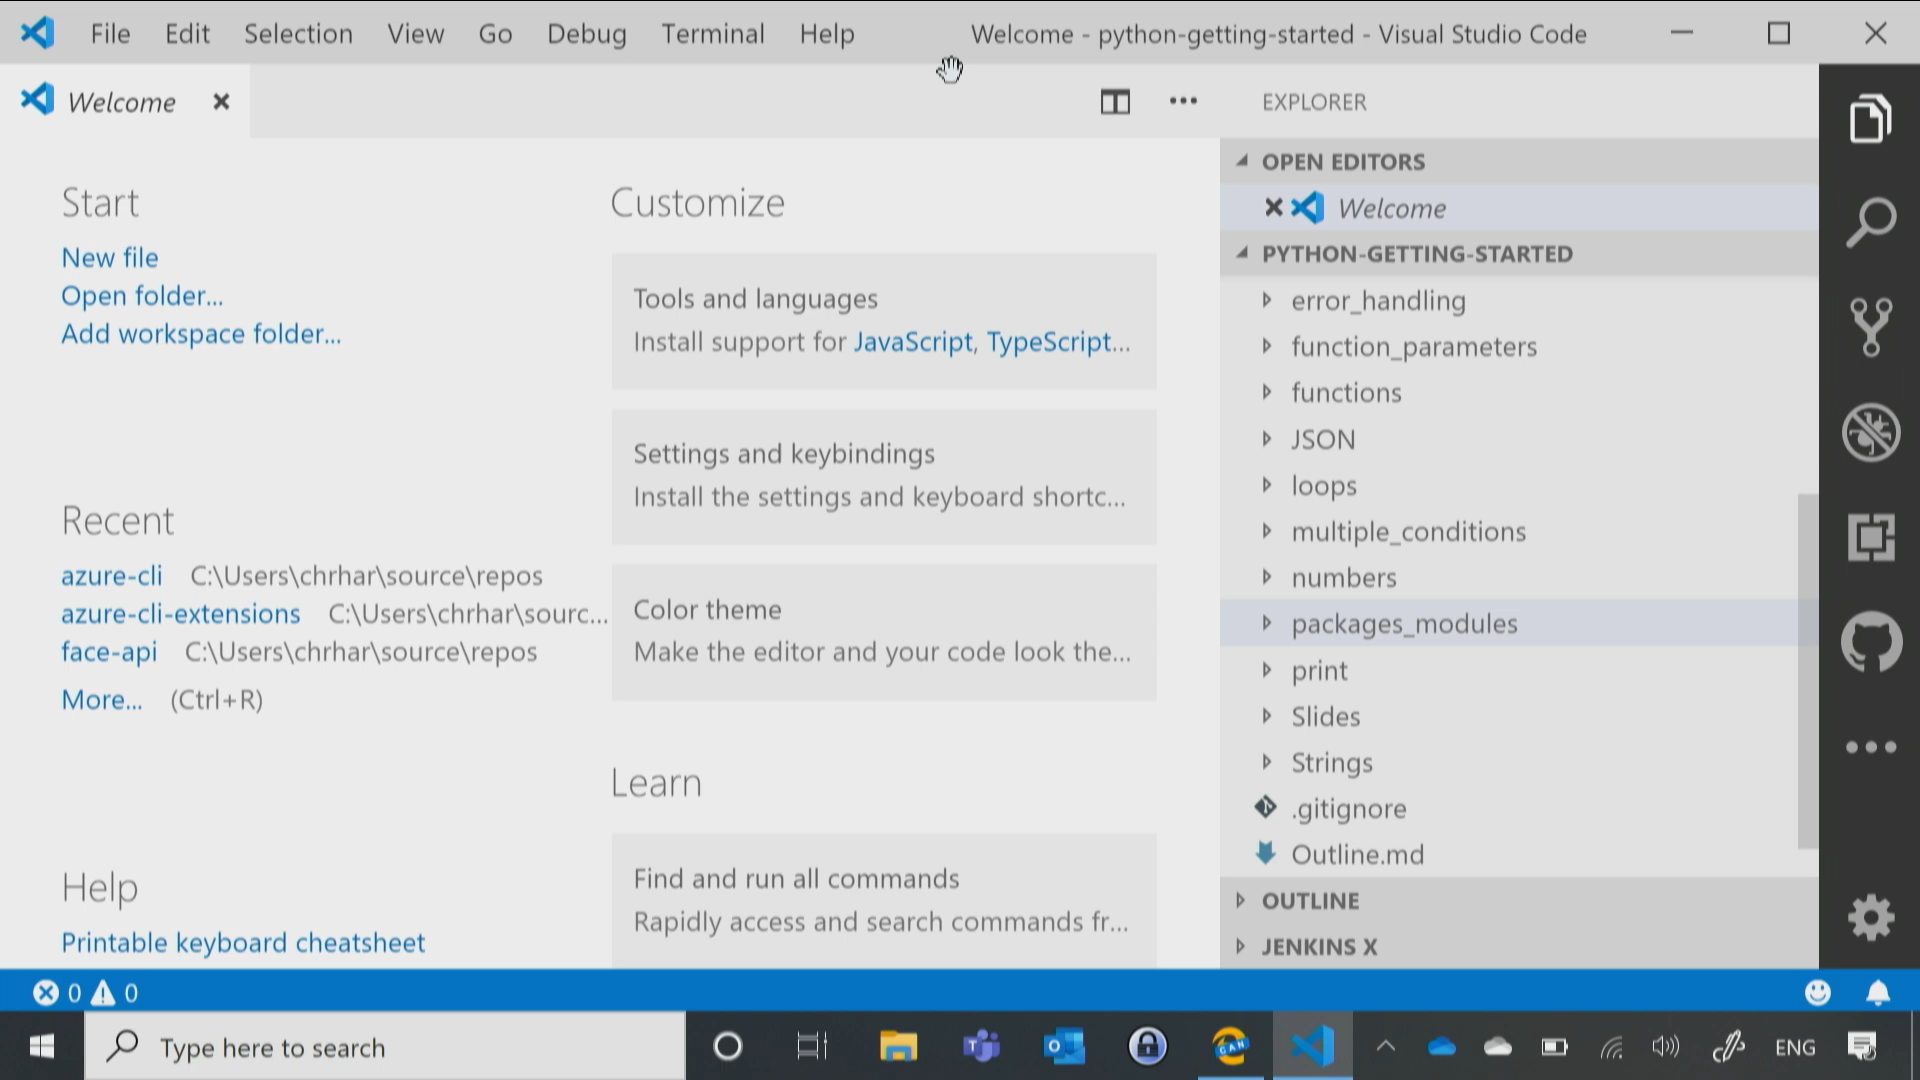 File Edit Selection View Go Debug Terminal Help Welcome - python-getting-started - Visual Studio Code
Welcome
Start
New file
Open folder...
Add workspace folder...
Recent
azure-cli C:\Users\chrhar\source\repos
azure-cli-extensions C:\Users\chrhar\sourc...
face-api C:\Users\chrhar\source\repos
More... (Ctrl+R)
Help
Printable keyboard cheatsheet
Customize
Tools and languages
Install support for JavaScript, TypeScript...
Settings and keybindings
Install the settings and keyboard shortc...
Color theme
Make the editor and your code look the...
Learn
Find and run all commands
Rapidly access and search commands fr...
EXPLORER
OPEN EDITORS
Welcome
PYTHON-GETTING-STARTED
error_handling
function_parameters
functions
JSON
loops
multiple_conditions
numbers
packages_modules
print
Slides
Strings
.gitignore
Outline.md
OUTLINE
JENKINS X
0 0
Type here to search
CAN
ENG